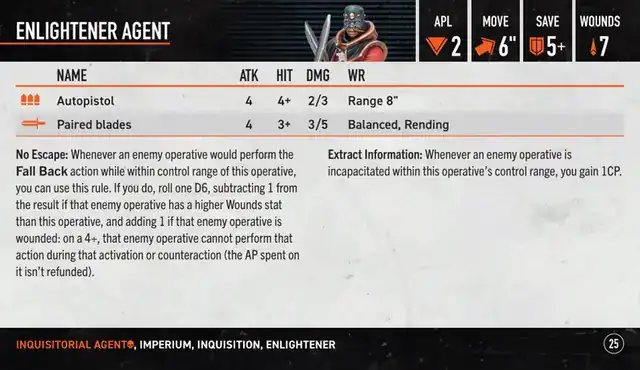 ENLIGHTENER AGENT
APL MOVE SAVE WOUNDS
2 6" 5+ 7
NAME ATK HIT DMG WR
Autopistol 4 4+ 2/3 Range 8"
Paired blades 4 3+ 3/5 Balanced, Rending
No Escape: Whenever an enemy operative would perform the
Fall Back action while within control range of this operative,
you can use this rule. If you do, roll one D6, subtracting 1 from
the result if that enemy operative has a higher Wounds stat
than this operative, and adding 1 if that enemy operative is
wounded: on a 4+, that enemy operative cannot perform that
action during that activation or counteraction (the AP spent on
it isn't refunded).
Extract Information: Whenever an enemy operative is
incapacitated within this operative's control range, you gain 1CP.
INQUISITORIAL AGENT, IMPERIUM, INQUISITION, ENLIGHTENER
25